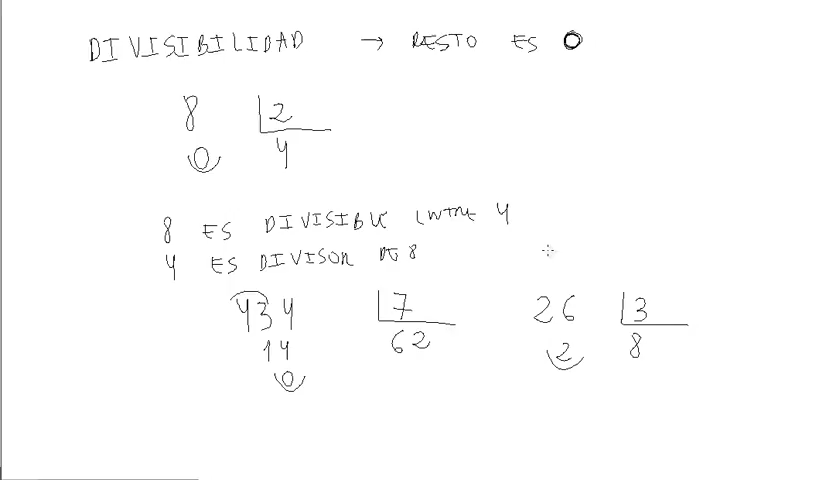 DIVISIBILIDAD → RESTO ES 0
8 2
0 4
8 ES DIVISIBLE ENTRE 4
4 ES DIVISOR DE 8
434 7 26 3
14 62 2 8
0